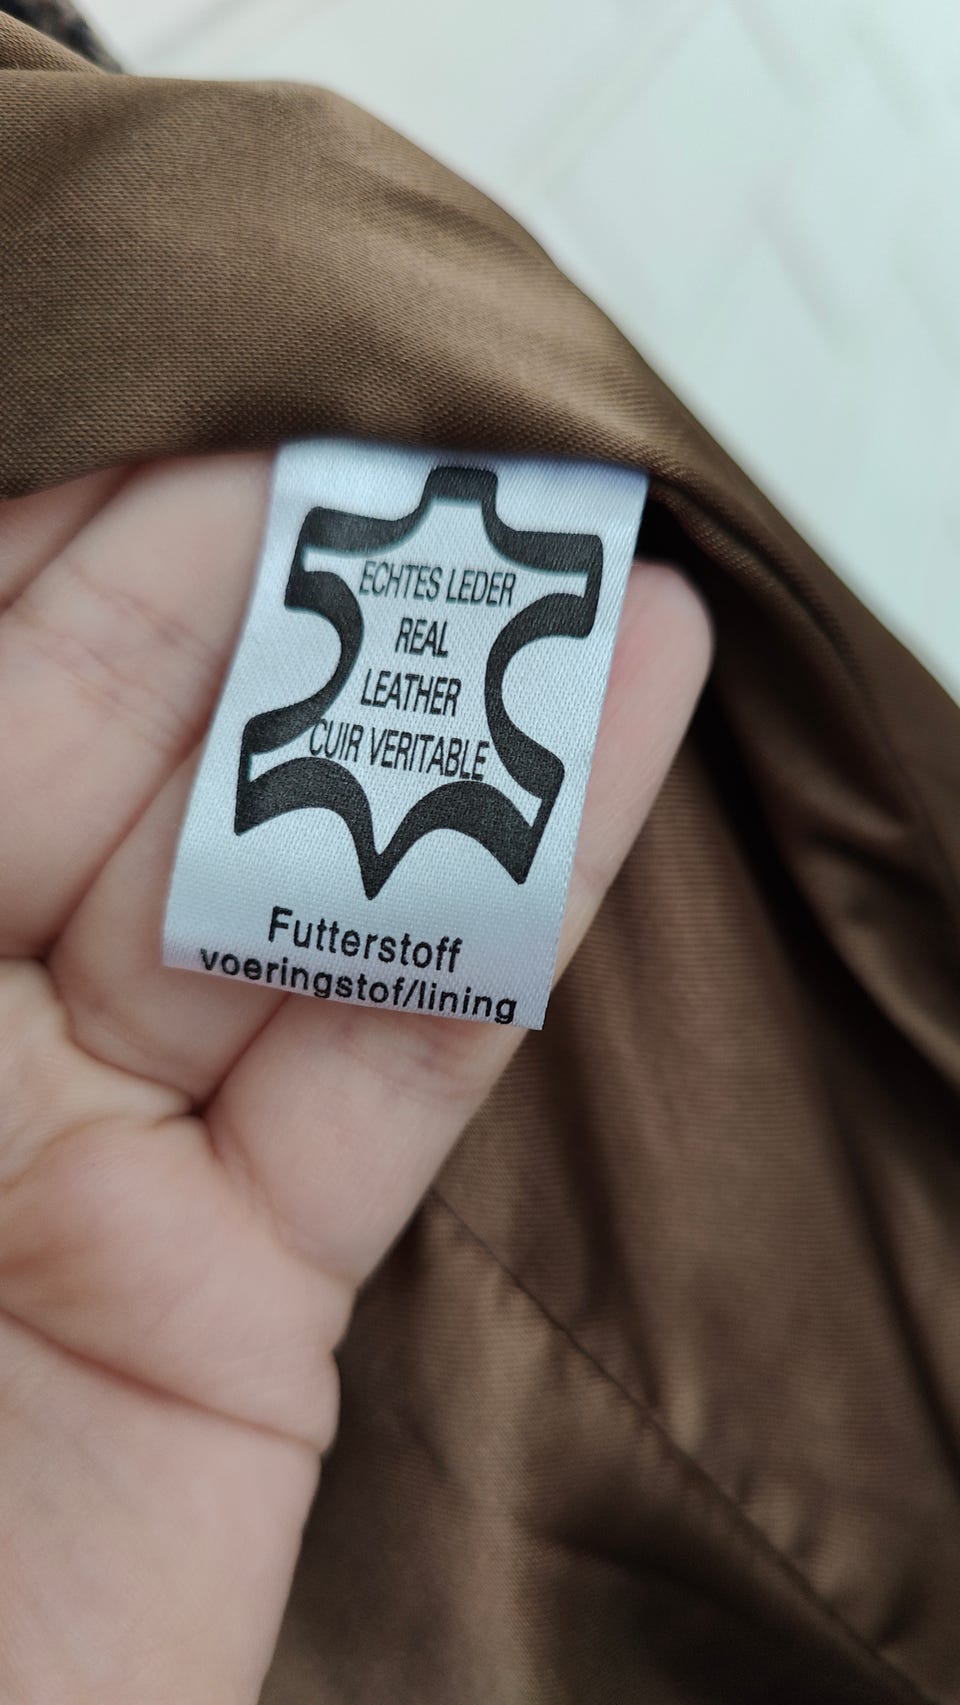 ECHTES LEDER
REAL
LEATHER
CUIR VERITABLE
Futterstoff
voeringstof/lining